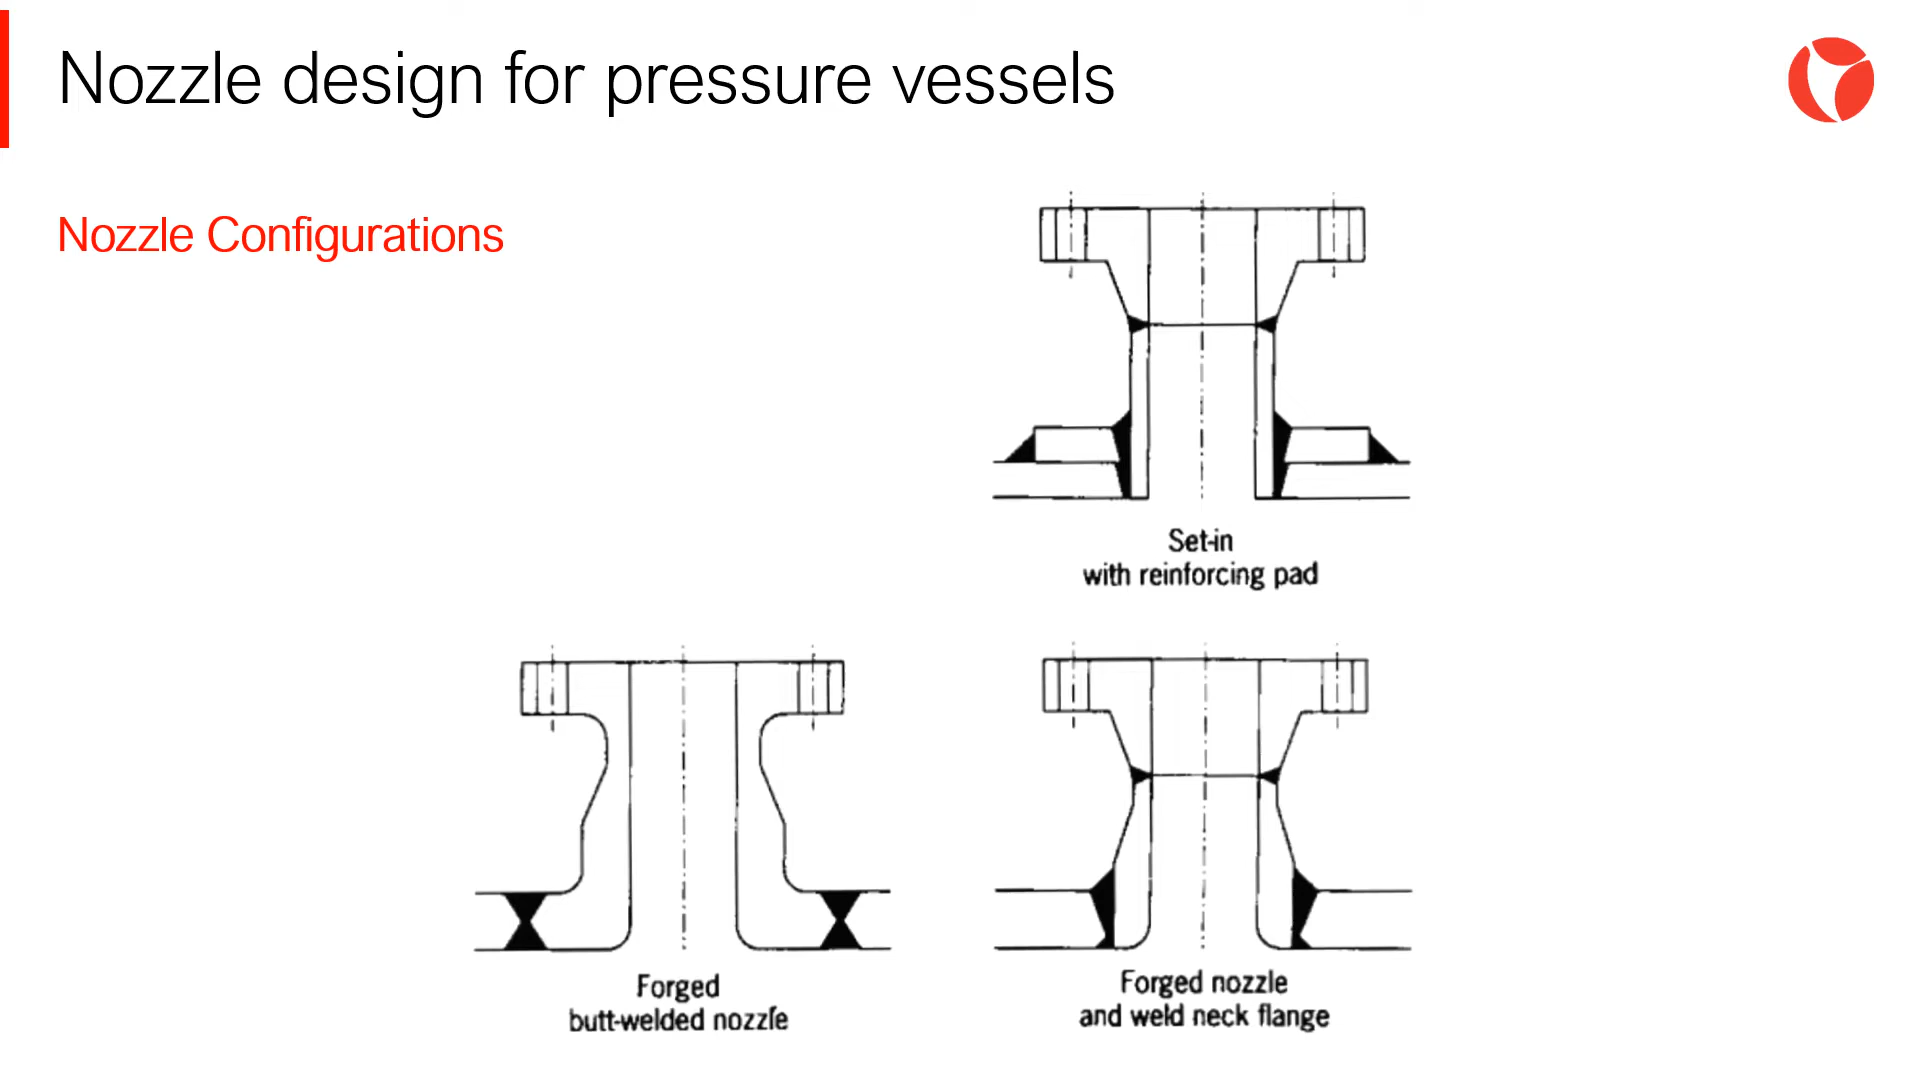 Nozzle design for pressure vessels
Nozzle Configurations
Set-in
with reinforcing pad
Forged
butt-welded nozzle
Forged nozzle
and weld neck flange